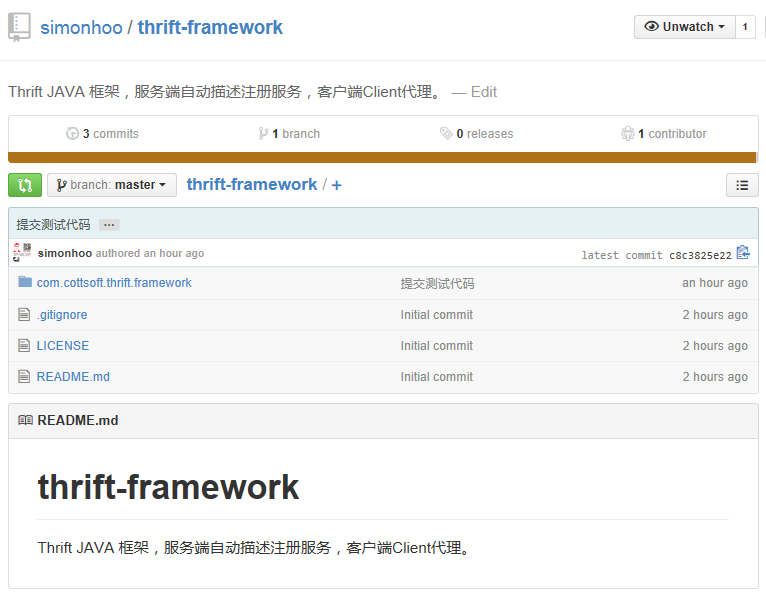 simonhoo / thrift-framework
Unwatch 1
Thrift JAVA 框架，服务端自动描述注册服务，客户端Client代理。 — Edit
3 commits 1 branch 0 releases 1 contributor
branch: master thrift-framework / +
提交测试代码 ...
simonhoo authored an hour ago latest commit c8c3825e22
com.cottsoft.thrift.framework 提交测试代码 an hour ago
.gitignore Initial commit 2 hours ago
LICENSE Initial commit 2 hours ago
README.md Initial commit 2 hours ago
README.md
thrift-framework
Thrift JAVA 框架，服务端自动描述注册服务，客户端Client代理。